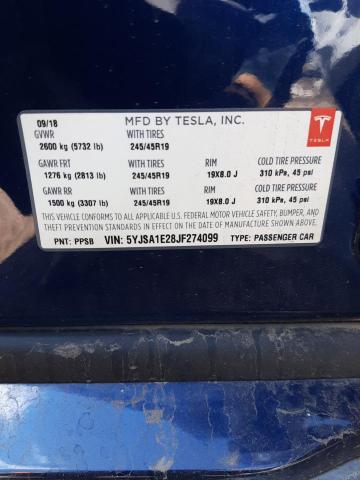 09/18
MFD BY TESLA, INC.
GVWR WITH TIRES
2600 kg (5732 lb) 245/45R19
TESLA
GAWR FRT WITH TIRES RIM COLD TIRE PRESSURE
1276 kg (2813 lb) 245/45R19 19X8.0 J 310 kPa, 45 psi
GAWR RR WITH TIRES RIM COLD TIRE PRESSURE
1500 kg (3307 lb) 245/45R19 19X8.0 J 310 kPa, 45 psi
THIS VEHICLE CONFORMS TO ALL APPLICABLE U.S. FEDERAL MOTOR VEHICLE SAFETY, BUMPER, AND
THEFT PREVENTION STANDARDS IN EFFECT ON THE DATE OF MANUFACTURE SHOWN ABOVE.
PNT: PPSB VIN: 5YJSA1E28JF274099 TYPE: PASSENGER CAR